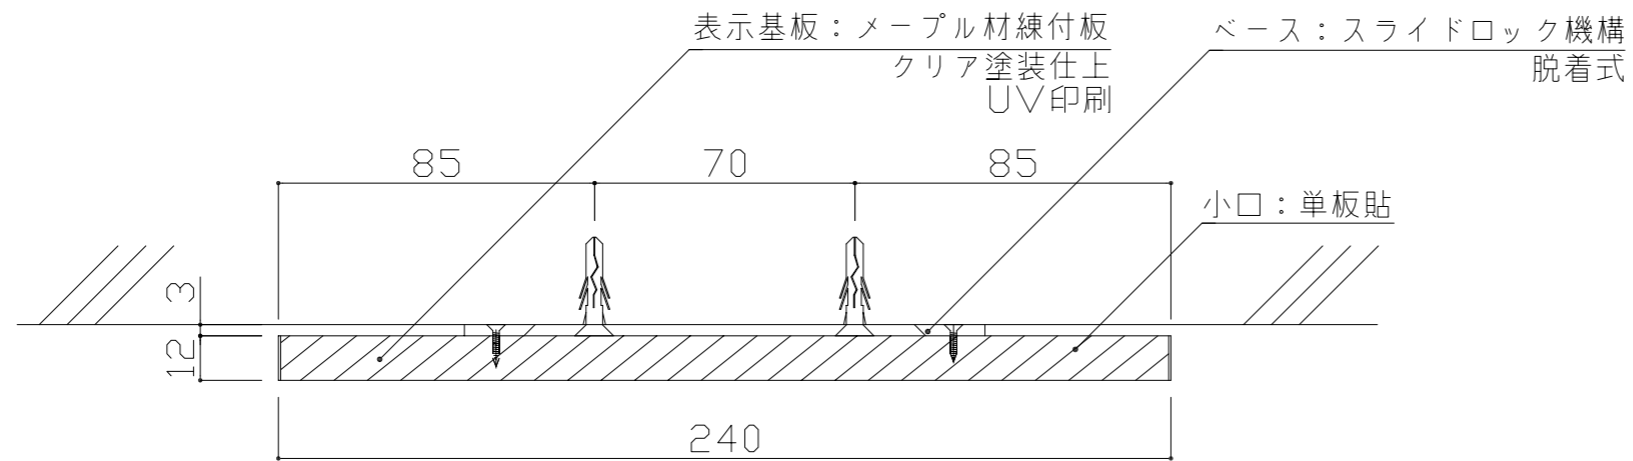 表示基板：メープル材練付板
クリア塗装仕上
UV印刷
ベース：スライドロック機構
脱着式
85
70
85
小口：単板貼
3
12
240